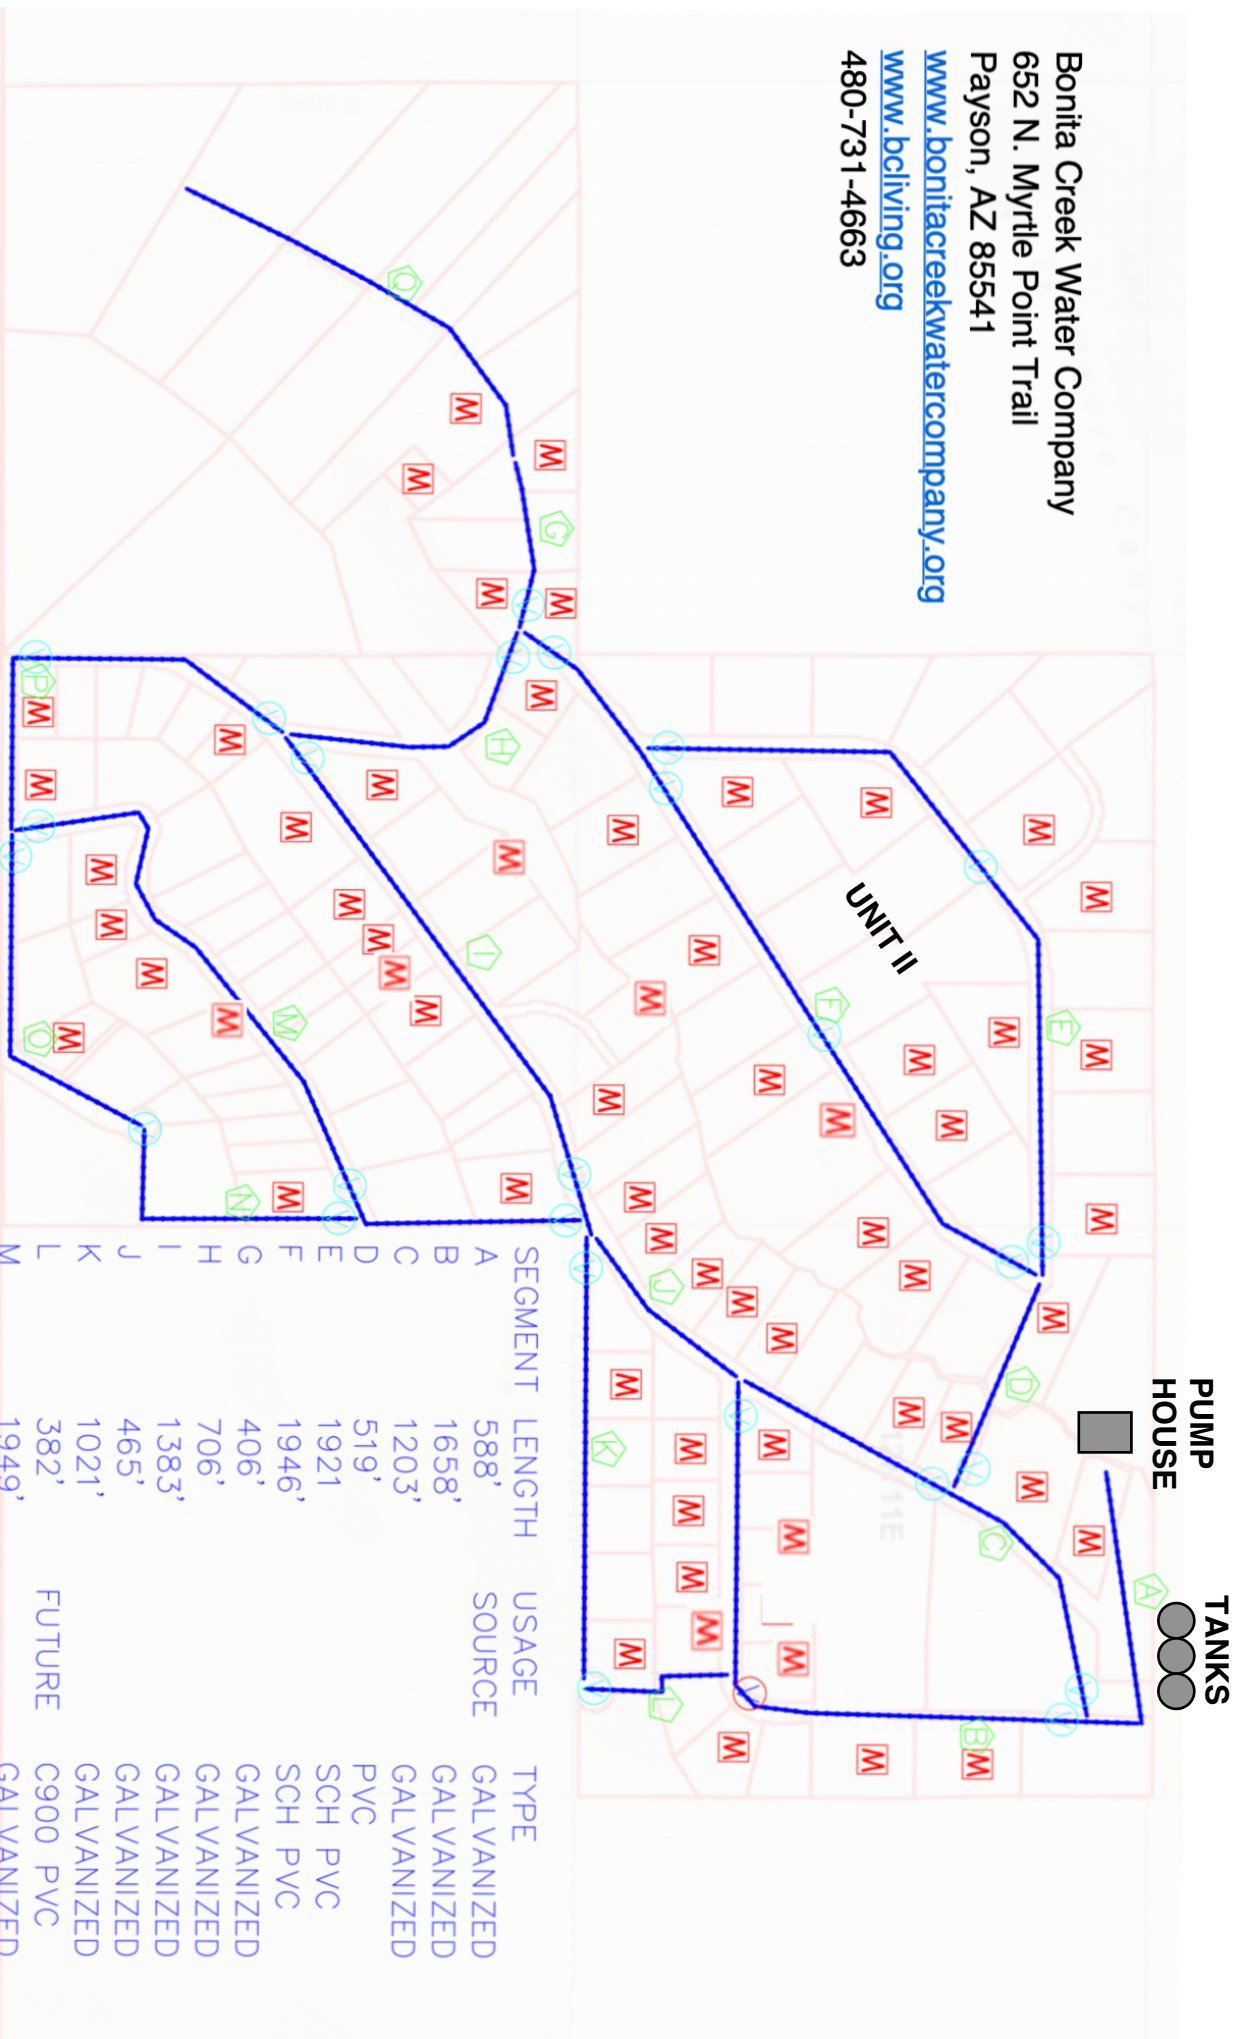 Bonita Creek Water Company
652 N. Myrtle Point Trail
Payson, AZ 85541
www.bonitacreekwatercompany.org
www.bcliving.org
480-731-4663
PUMP
HOUSE
TANKS
UNIT II
A
B
C
D
E
F
G
H
I
J
K
L
M
N
O
P
Q
SEGMENT LENGTH USAGE TYPE
A 588' SOURCE GALVANIZED
B 1658' GALVANIZED
C 1203' GALVANIZED
D 519' PVC
E 1921 SCH PVC
F 1946' SCH PVC
G 406' GALVANIZED
H 706' GALVANIZED
I 1383' GALVANIZED
J 465' GALVANIZED
K 1021' GALVANIZED
L 382' FUTURE C900 PVC
M 1949' GALVANIZED